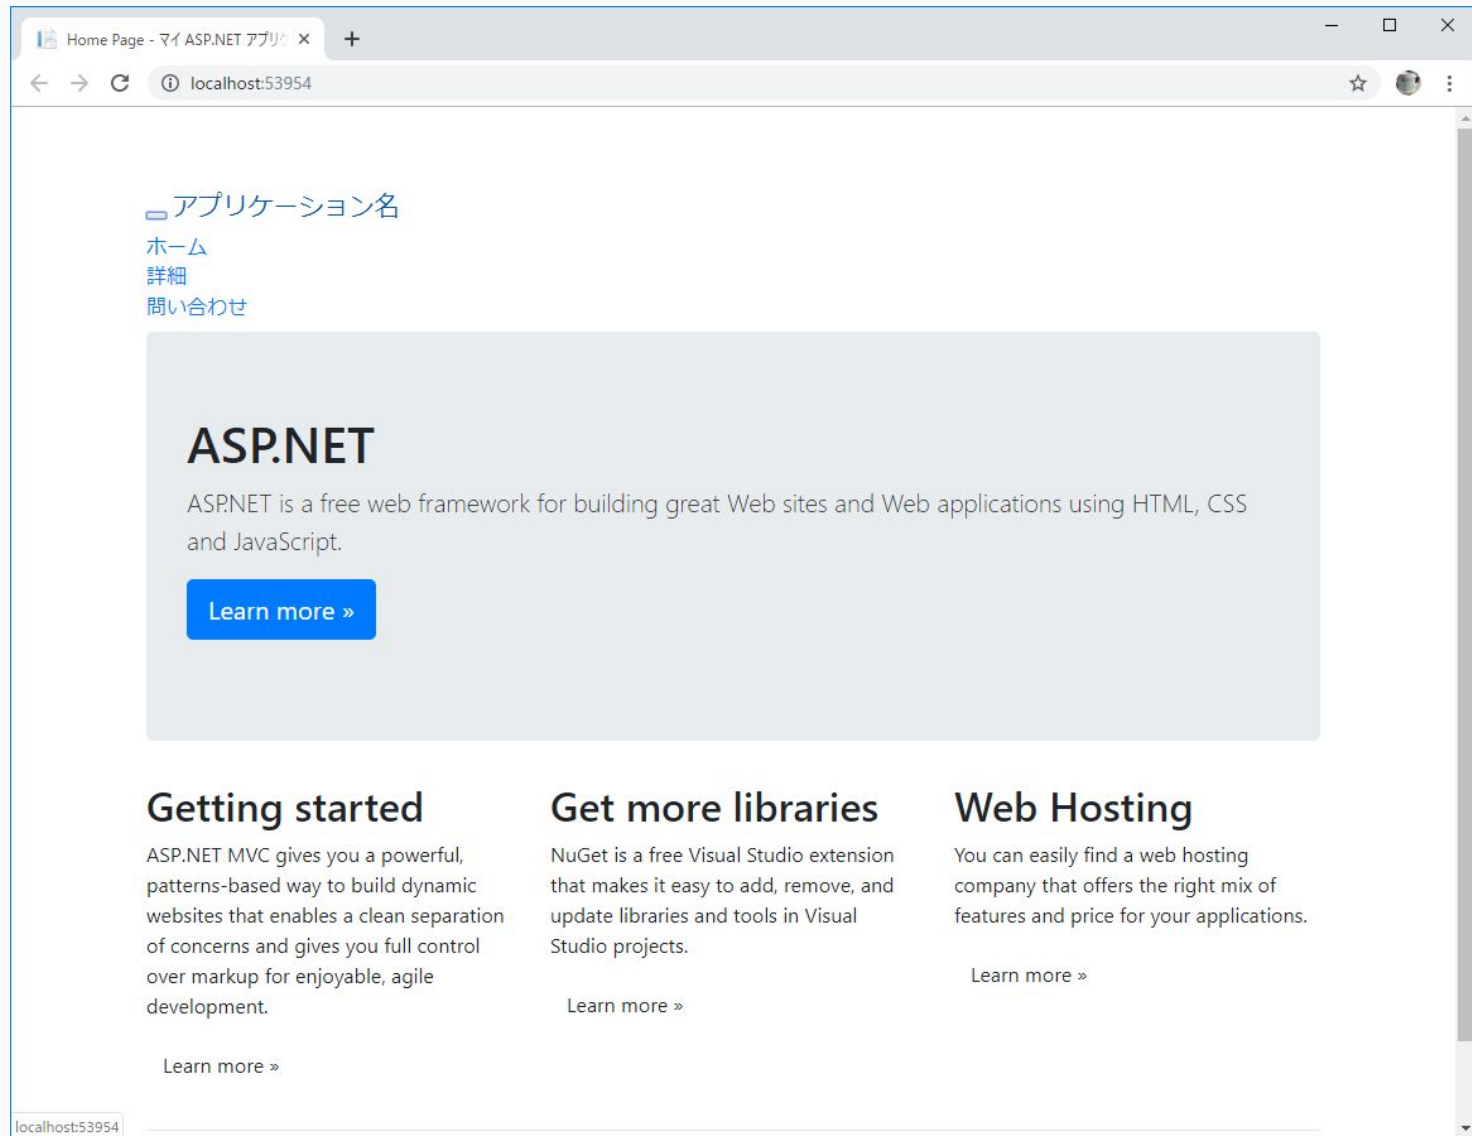 Home Page - マイ ASP.NET アプリケ
localhost:53954
アプリケーション名
ホーム
詳細
問い合わせ
ASP.NET
ASP.NET is a free web framework for building great Web sites and Web applications using HTML, CSS
and JavaScript.
Learn more »
Getting started
ASP.NET MVC gives you a powerful,
patterns-based way to build dynamic
websites that enables a clean separation
of concerns and gives you full control
over markup for enjoyable, agile
development.
Learn more »
Get more libraries
NuGet is a free Visual Studio extension
that makes it easy to add, remove, and
update libraries and tools in Visual
Studio projects.
Learn more »
Web Hosting
You can easily find a web hosting
company that offers the right mix of
features and price for your applications.
Learn more »
localhost:53954